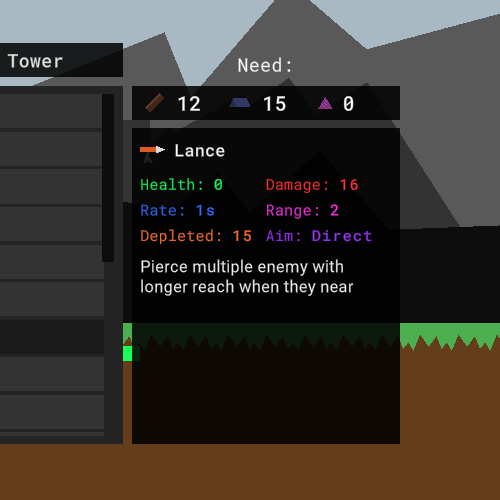 Tower
Need:
12 15 0
Lance
Health: 0 Damage: 16
Rate: 1s Range: 2
Depleted: 15 Aim: Direct
Pierce multiple enemy with
longer reach when they near